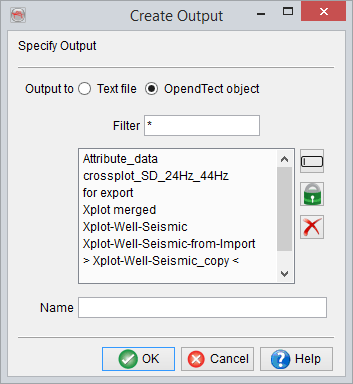 Create Output
Specify Output
Output to Text file OpendTect object
Filter *
Attribute_data
crossplot_SD_24Hz_44Hz
for export
Xplot merged
Xplot-Well-Seismic
Xplot-Well-Seismic-from-Import
> Xplot-Well-Seismic_copy <
Name
OK Cancel Help